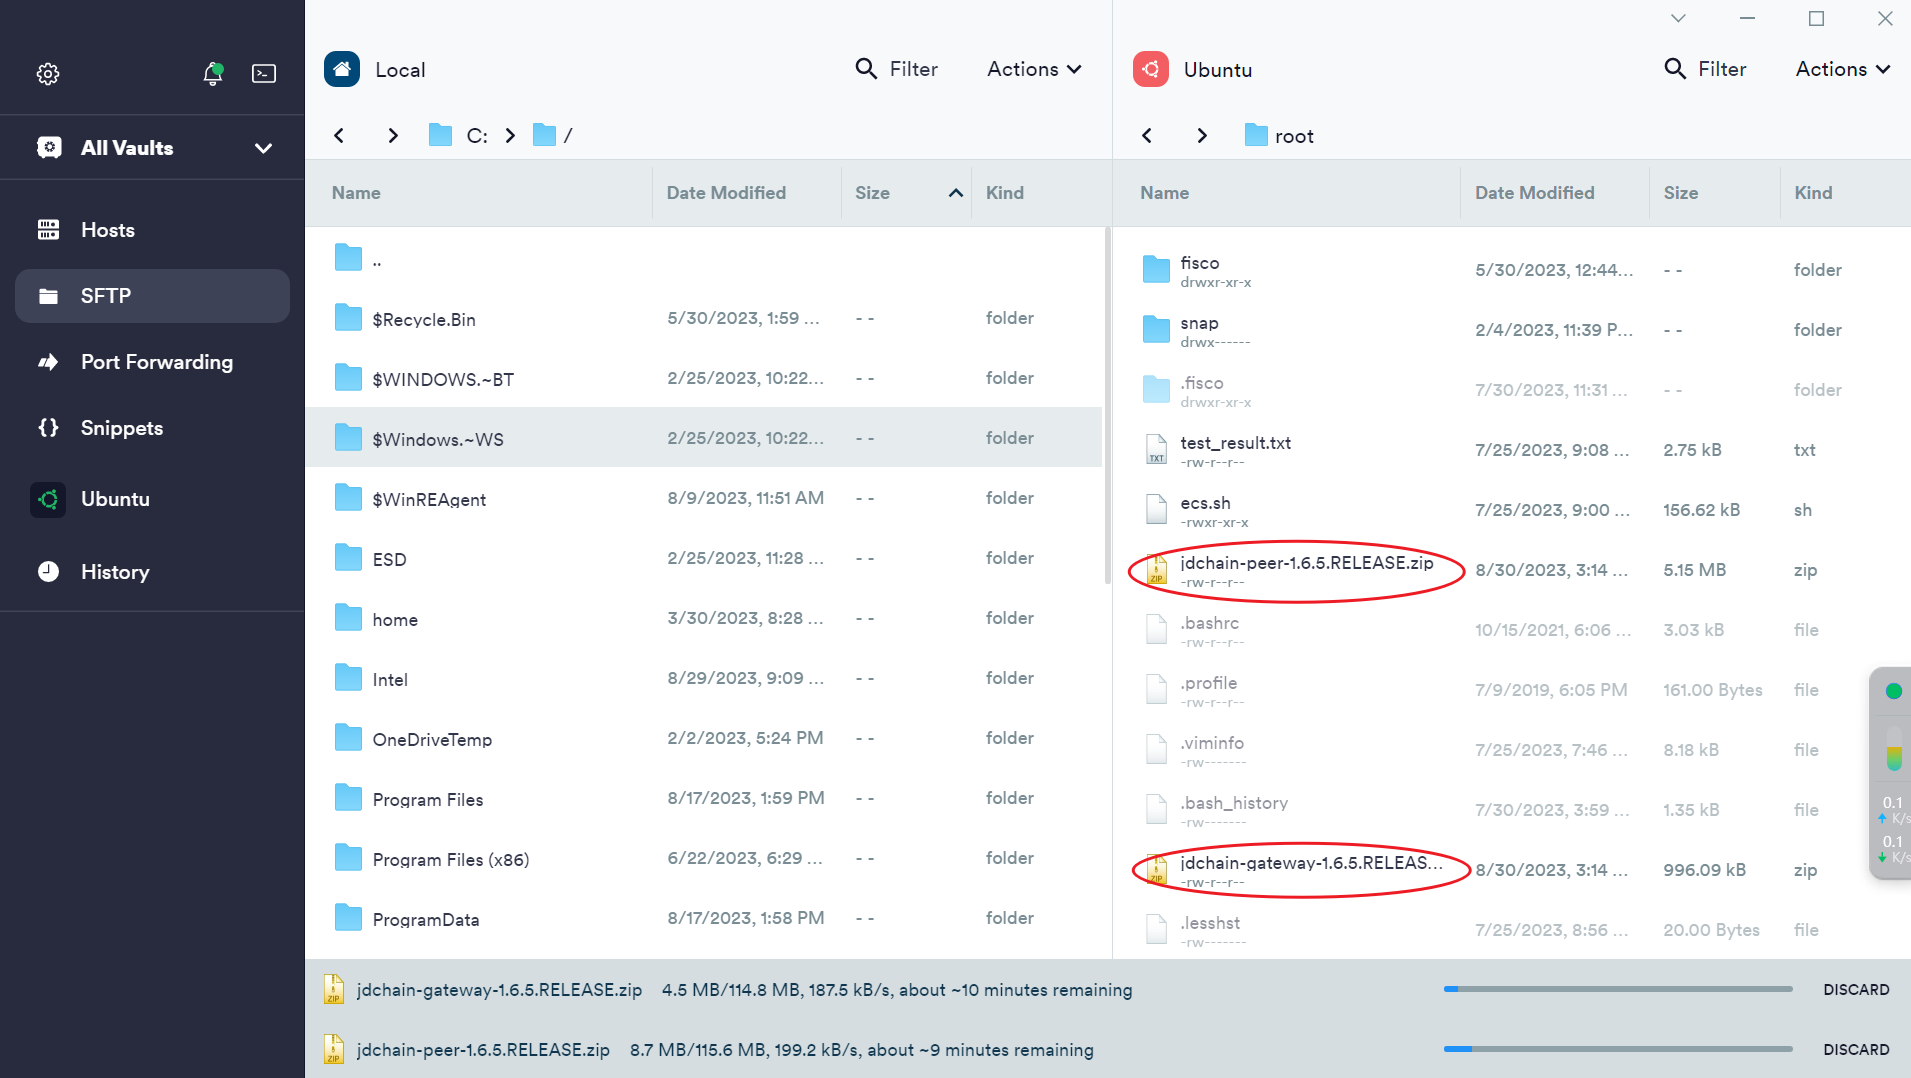 All Vaults
Hosts
SFTP
Port Forwarding
Snippets
Ubuntu
History
Local
Filter
Actions
C:
/
Name Date Modified Size Kind
..
$Recycle.Bin 5/30/2023, 1:59 ... - - folder
$WINDOWS.~BT 2/25/2023, 10:22... - - folder
$Windows.~WS 2/25/2023, 10:22... - - folder
$WinREAgent 8/9/2023, 11:51 AM - - folder
ESD 2/25/2023, 11:28 ... - - folder
home 3/30/2023, 8:28 ... - - folder
Intel 8/29/2023, 9:09 ... - - folder
OneDriveTemp 2/2/2023, 5:24 PM - - folder
Program Files 8/17/2023, 1:59 PM - - folder
Program Files (x86) 6/22/2023, 6:29 ... - - folder
ProgramData 8/17/2023, 1:58 PM - - folder
Ubuntu
Filter
Actions
root
Name Date Modified Size Kind
fisco 5/30/2023, 12:44... - - folder
drwxr-xr-x
snap 2/4/2023, 11:39 P... - - folder
drwx------
.fisco 7/30/2023, 11:31 ... - - folder
drwxr-xr-x
TXT
test_result.txt 7/25/2023, 9:08 ... 2.75 kB txt
-rw-r--r--
ecs.sh 7/25/2023, 9:00 ... 156.62 kB sh
-rwxr-xr-x
ZIP
jdchain-peer-1.6.5.RELEASE.zip 8/30/2023, 3:14 ... 5.15 MB zip
-rw-r--r--
.bashrc 10/15/2021, 6:06 ... 3.03 kB file
-rw-r--r--
.profile 7/9/2019, 6:05 PM 161.00 Bytes file
-rw-r--r--
.viminfo 7/25/2023, 7:46 ... 8.18 kB file
-rw-------
.bash_history 7/30/2023, 3:59 ... 1.35 kB file
-rw-------
ZIP
jdchain-gateway-1.6.5.RELEAS... 8/30/2023, 3:14 ... 996.09 kB zip
-rw-r--r--
.lesshst 7/25/2023, 8:56 ... 20.00 Bytes file
-rw-------
0.1
K/s
0.1
K/s
ZIP
jdchain-gateway-1.6.5.RELEASE.zip 4.5 MB/114.8 MB, 187.5 kB/s, about ~10 minutes remaining DISCARD
ZIP
jdchain-peer-1.6.5.RELEASE.zip 8.7 MB/115.6 MB, 199.2 kB/s, about ~9 minutes remaining DISCARD